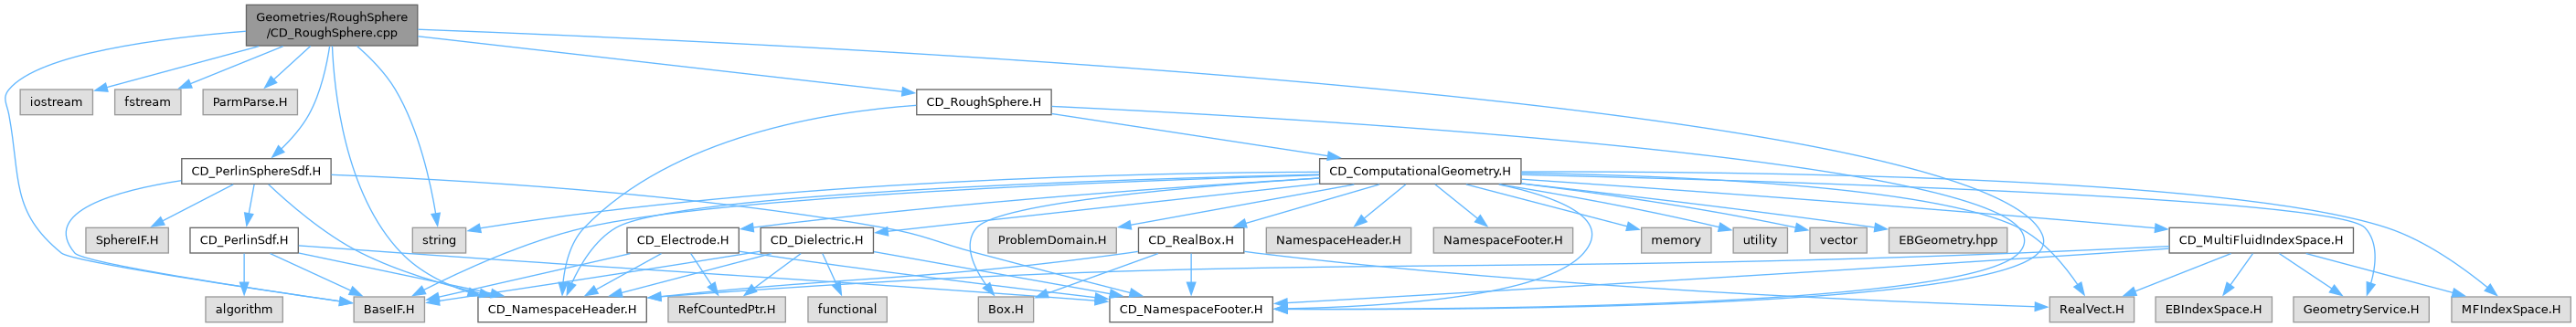 Geometries/RoughSphere
/CD_RoughSphere.cpp
iostream
fstream
ParmParse.H
CD_RoughSphere.H
CD_PerlinSphereSdf.H
CD_ComputationalGeometry.H
SphereIF.H
CD_PerlinSdf.H
string
CD_Electrode.H
CD_Dielectric.H
ProblemDomain.H
CD_RealBox.H
NamespaceHeader.H
NamespaceFooter.H
memory
utility
vector
EBGeometry.hpp
CD_MultiFluidIndexSpace.H
algorithm
BaseIF.H
CD_NamespaceHeader.H
RefCountedPtr.H
functional
Box.H
CD_NamespaceFooter.H
RealVect.H
EBIndexSpace.H
GeometryService.H
MFIndexSpace.H